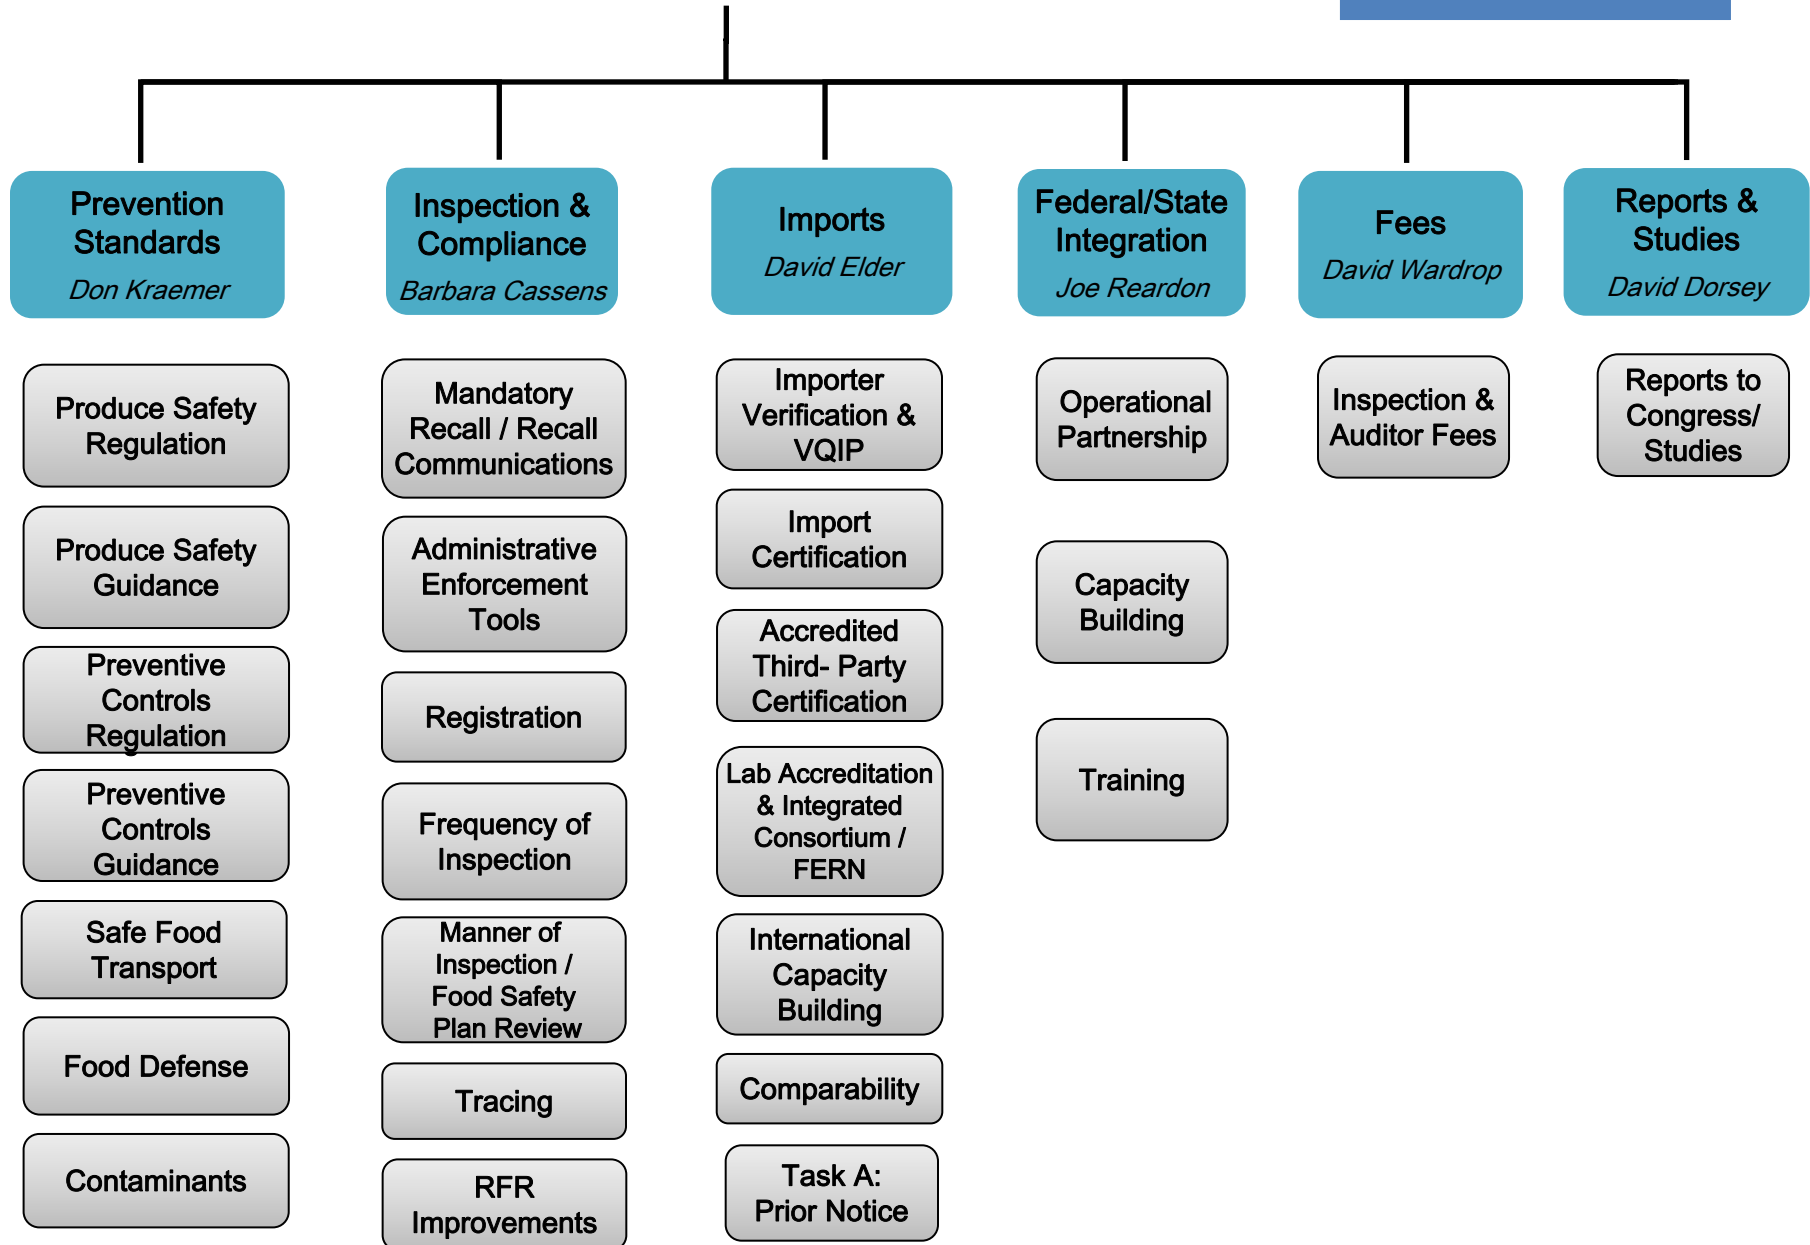 Prevention
Standards
Don Kraemer
Inspection &
Compliance
Barbara Cassens
Imports
David Elder
Federal/State
Integration
Joe Reardon
Fees
David Wardrop
Reports &
Studies
David Dorsey
Produce Safety
Regulation
Produce Safety
Guidance
Preventive
Controls
Regulation
Preventive
Controls
Guidance
Safe Food
Transport
Food Defense
Contaminants
Mandatory
Recall / Recall
Communications
Administrative
Enforcement
Tools
Registration
Frequency of
Inspection
Manner of
Inspection /
Food Safety
Plan Review
Tracing
RFR
Improvements
Importer
Verification &
VQIP
Import
Certification
Accredited
Third- Party
Certification
Lab Accreditation
& Integrated
Consortium /
FERN
International
Capacity
Building
Comparability
Task A:
Prior Notice
Operational
Partnership
Capacity
Building
Training
Inspection &
Auditor Fees
Reports to
Congress/
Studies